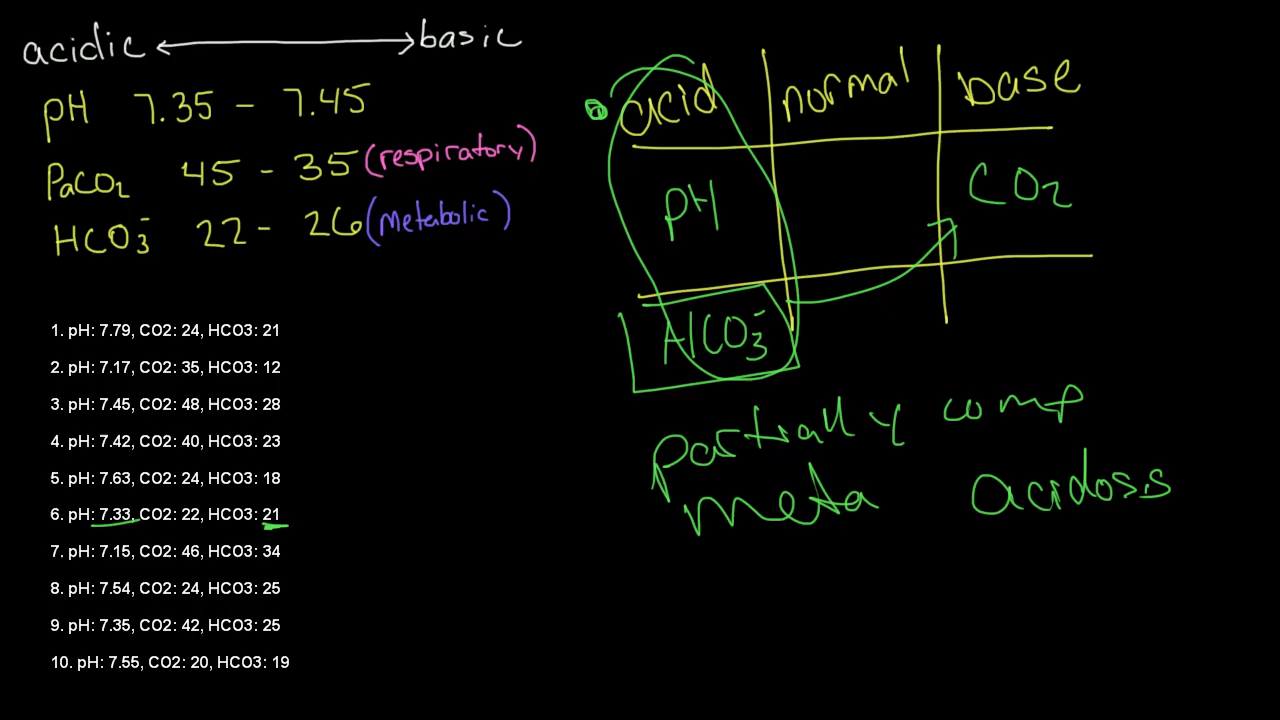 acidic basic
pH 7.35 - 7.45
PaCO2 45 - 35 (respiratory)
HCO3- 22 - 26 (Metabolic)
1. pH: 7.79, CO2: 24, HCO3: 21
2. pH: 7.17, CO2: 35, HCO3: 12
3. pH: 7.45, CO2: 48, HCO3: 28
4. pH: 7.42, CO2: 40, HCO3: 23
5. pH: 7.63, CO2: 24, HCO3: 18
6. pH: 7.33, CO2: 22, HCO3: 21
7. pH: 7.15, CO2: 46, HCO3: 34
8. pH: 7.54, CO2: 24, HCO3: 25
9. pH: 7.35, CO2: 42, HCO3: 25
10. pH: 7.55, CO2: 20, HCO3: 19
acid normal base
pH CO2
HCO3-
partially comp
meta acidoss